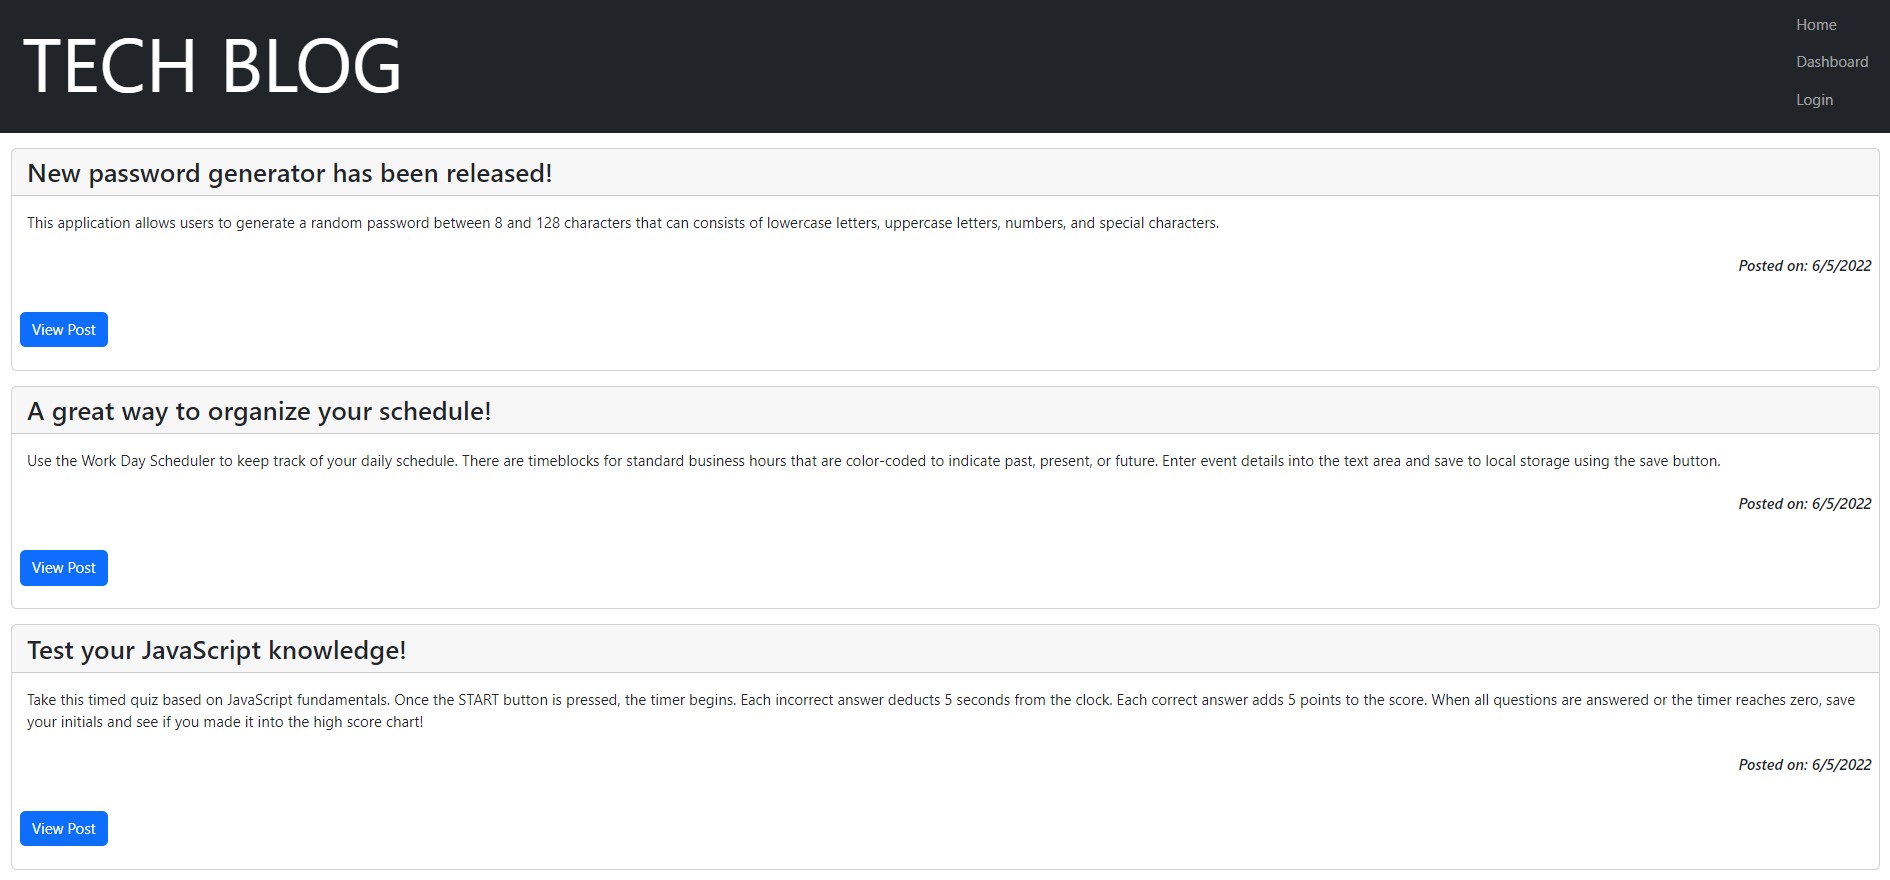 TECH BLOG
Home
Dashboard
Login
New password generator has been released!
This application allows users to generate a random password between 8 and 128 characters that can consists of lowercase letters, uppercase letters, numbers, and special characters.
Posted on: 6/5/2022
View Post
A great way to organize your schedule!
Use the Work Day Scheduler to keep track of your daily schedule. There are timeblocks for standard business hours that are color-coded to indicate past, present, or future. Enter event details into the text area and save to local storage using the save button.
Posted on: 6/5/2022
View Post
Test your JavaScript knowledge!
Take this timed quiz based on JavaScript fundamentals. Once the START button is pressed, the timer begins. Each incorrect answer deducts 5 seconds from the clock. Each correct answer adds 5 points to the score. When all questions are answered or the timer reaches zero, save
your initials and see if you made it into the high score chart!
Posted on: 6/5/2022
View Post